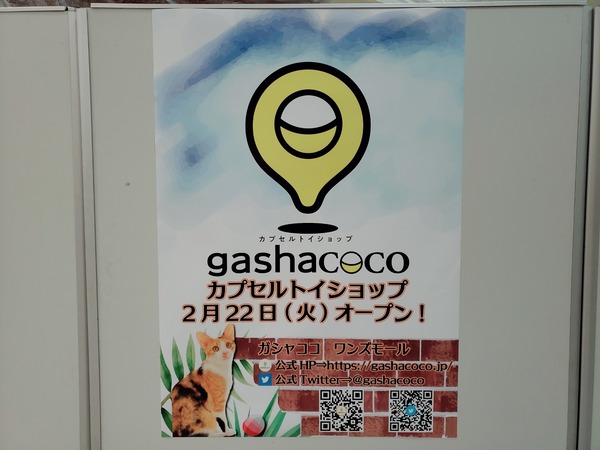 カプセルトイショップ
gashacoco
カプセルトイショップ
2月22日(火)オープン!
ガシャココ ワンズモール
公式HP⇒https://gashacoco.jp/
公式Twitter⇒@gashacoco